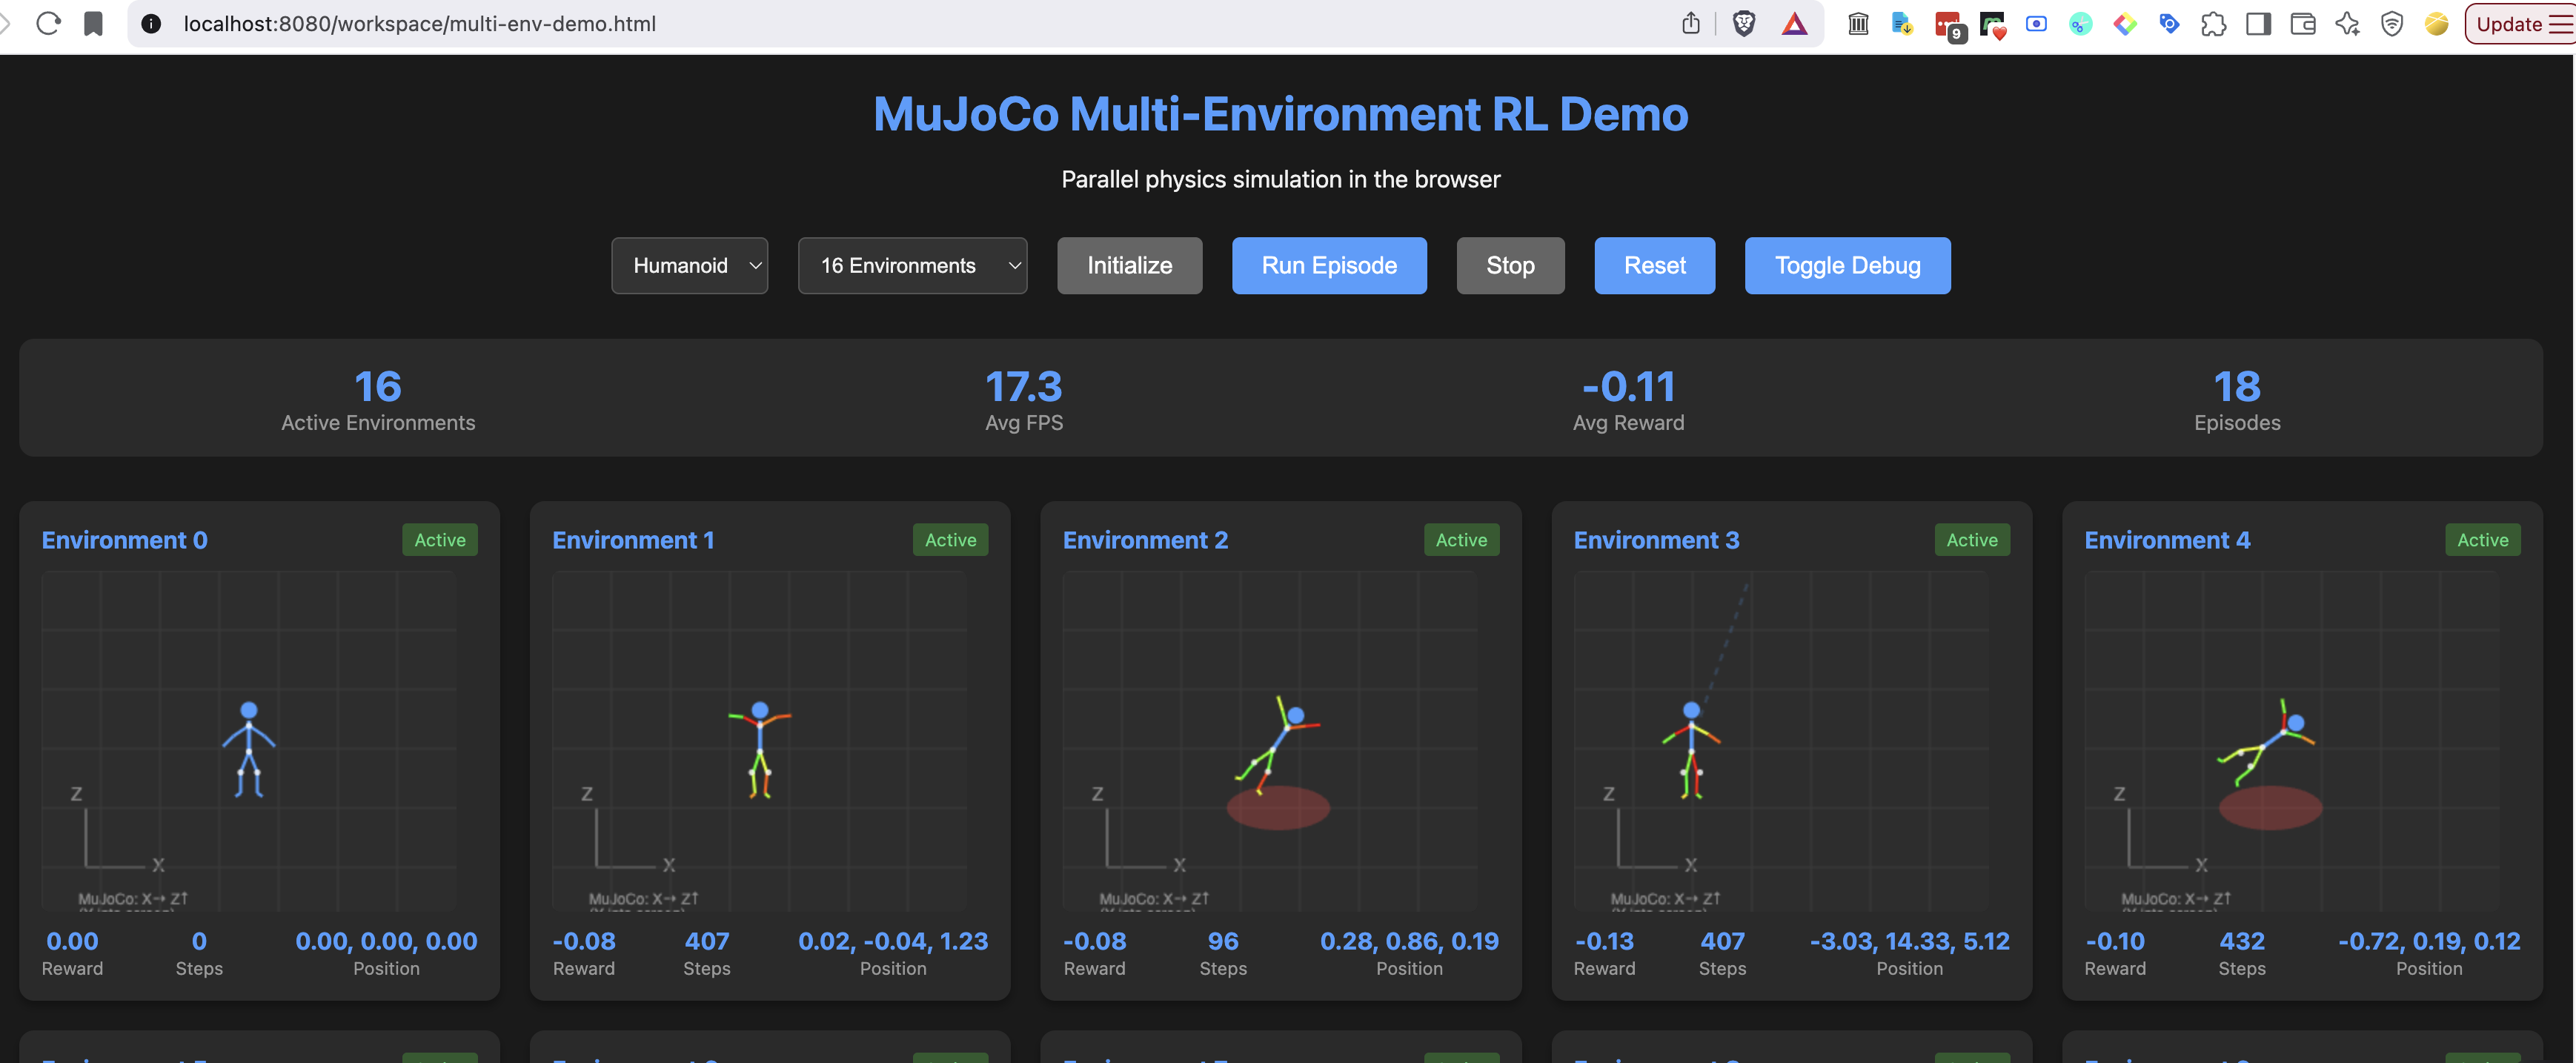 localhost:8080/workspace/multi-env-demo.html
9
Update
MuJoCo Multi-Environment RL Demo
Parallel physics simulation in the browser
Humanoid
16 Environments
Initialize
Run Episode
Stop
Reset
Toggle Debug
16
17.3
-0.11
18
Active Environments
Avg FPS
Avg Reward
Episodes
Environment 0
Active
Z
X
MuJoCo: X→ Z↑
0.00
0
0.00, 0.00, 0.00
Reward
Steps
Position
Environment 1
Active
Z
X
MuJoCo: X→ Z↑
-0.08
407
0.02, -0.04, 1.23
Reward
Steps
Position
Environment 2
Active
Z
X
MuJoCo: X→ Z↑
-0.08
96
0.28, 0.86, 0.19
Reward
Steps
Position
Environment 3
Active
Z
X
MuJoCo: X→ Z↑
-0.13
407
-3.03, 14.33, 5.12
Reward
Steps
Position
Environment 4
Active
Z
X
MuJoCo: X→ Z↑
-0.10
432
-0.72, 0.19, 0.12
Reward
Steps
Position